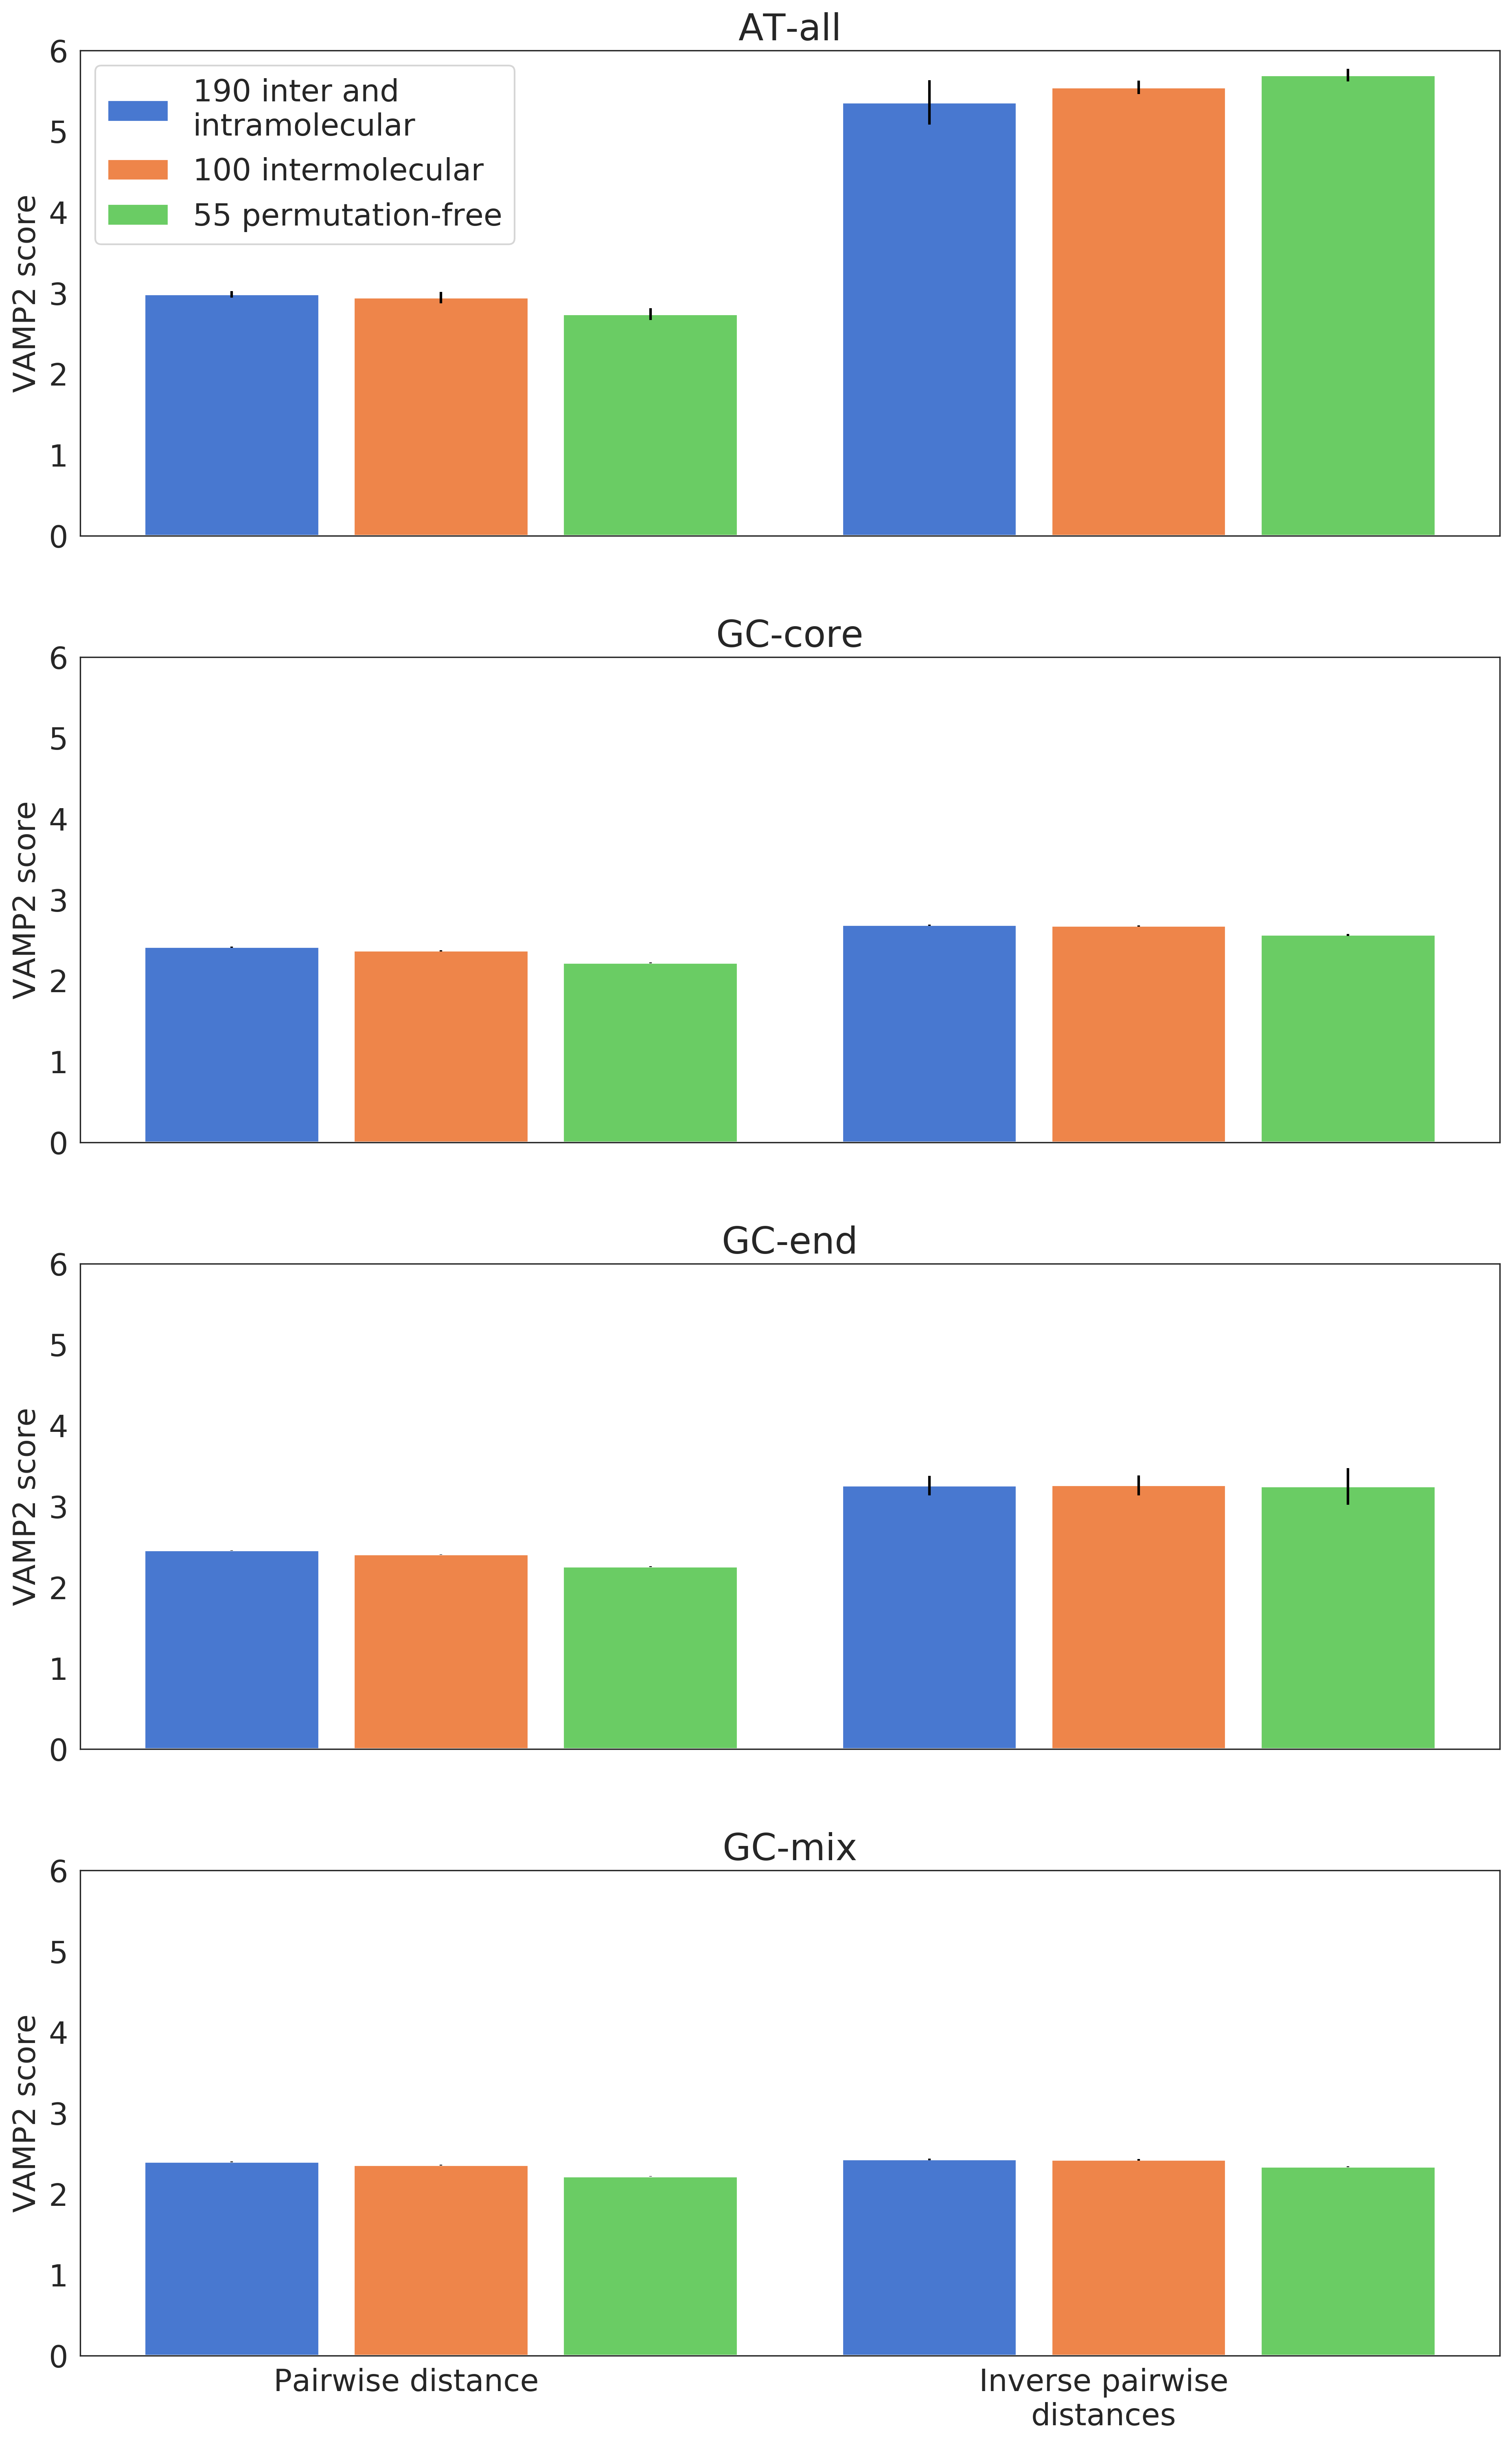 AT-all
6
5
4
3
2
1
0
VAMP2 score
190 inter and
intramolecular
100 intermolecular
55 permutation-free
GC-core
6
5
4
3
2
1
0
VAMP2 score
GC-end
6
5
4
3
2
1
0
VAMP2 score
GC-mix
6
5
4
3
2
1
0
VAMP2 score
Pairwise distance
Inverse pairwise
distances